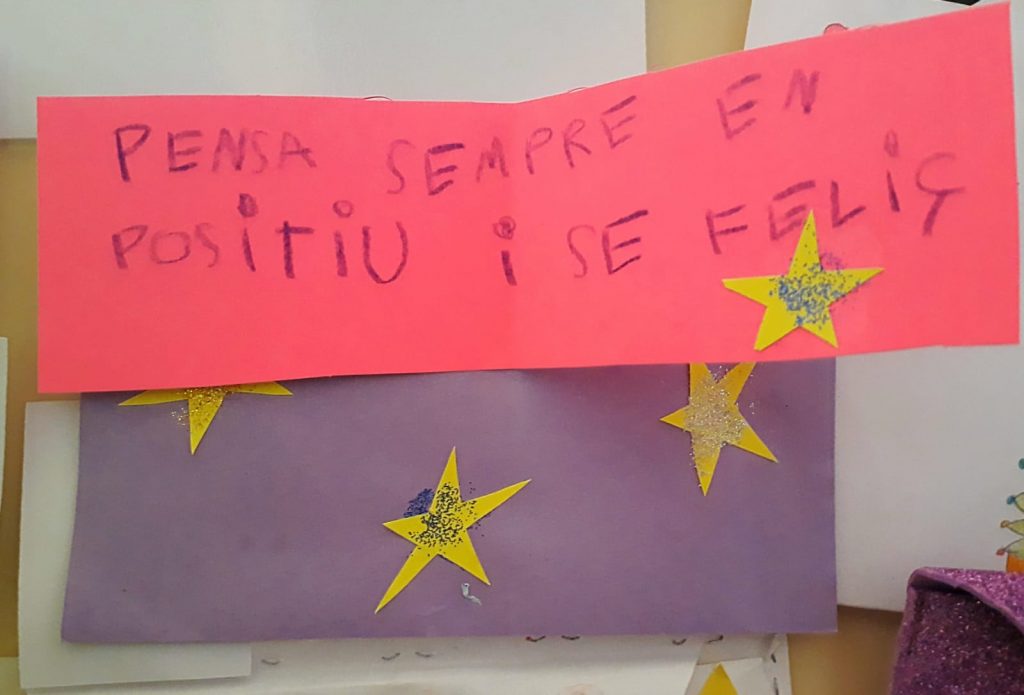 PENSA SEMPRE EN
POSITIU i SE FELIÇ